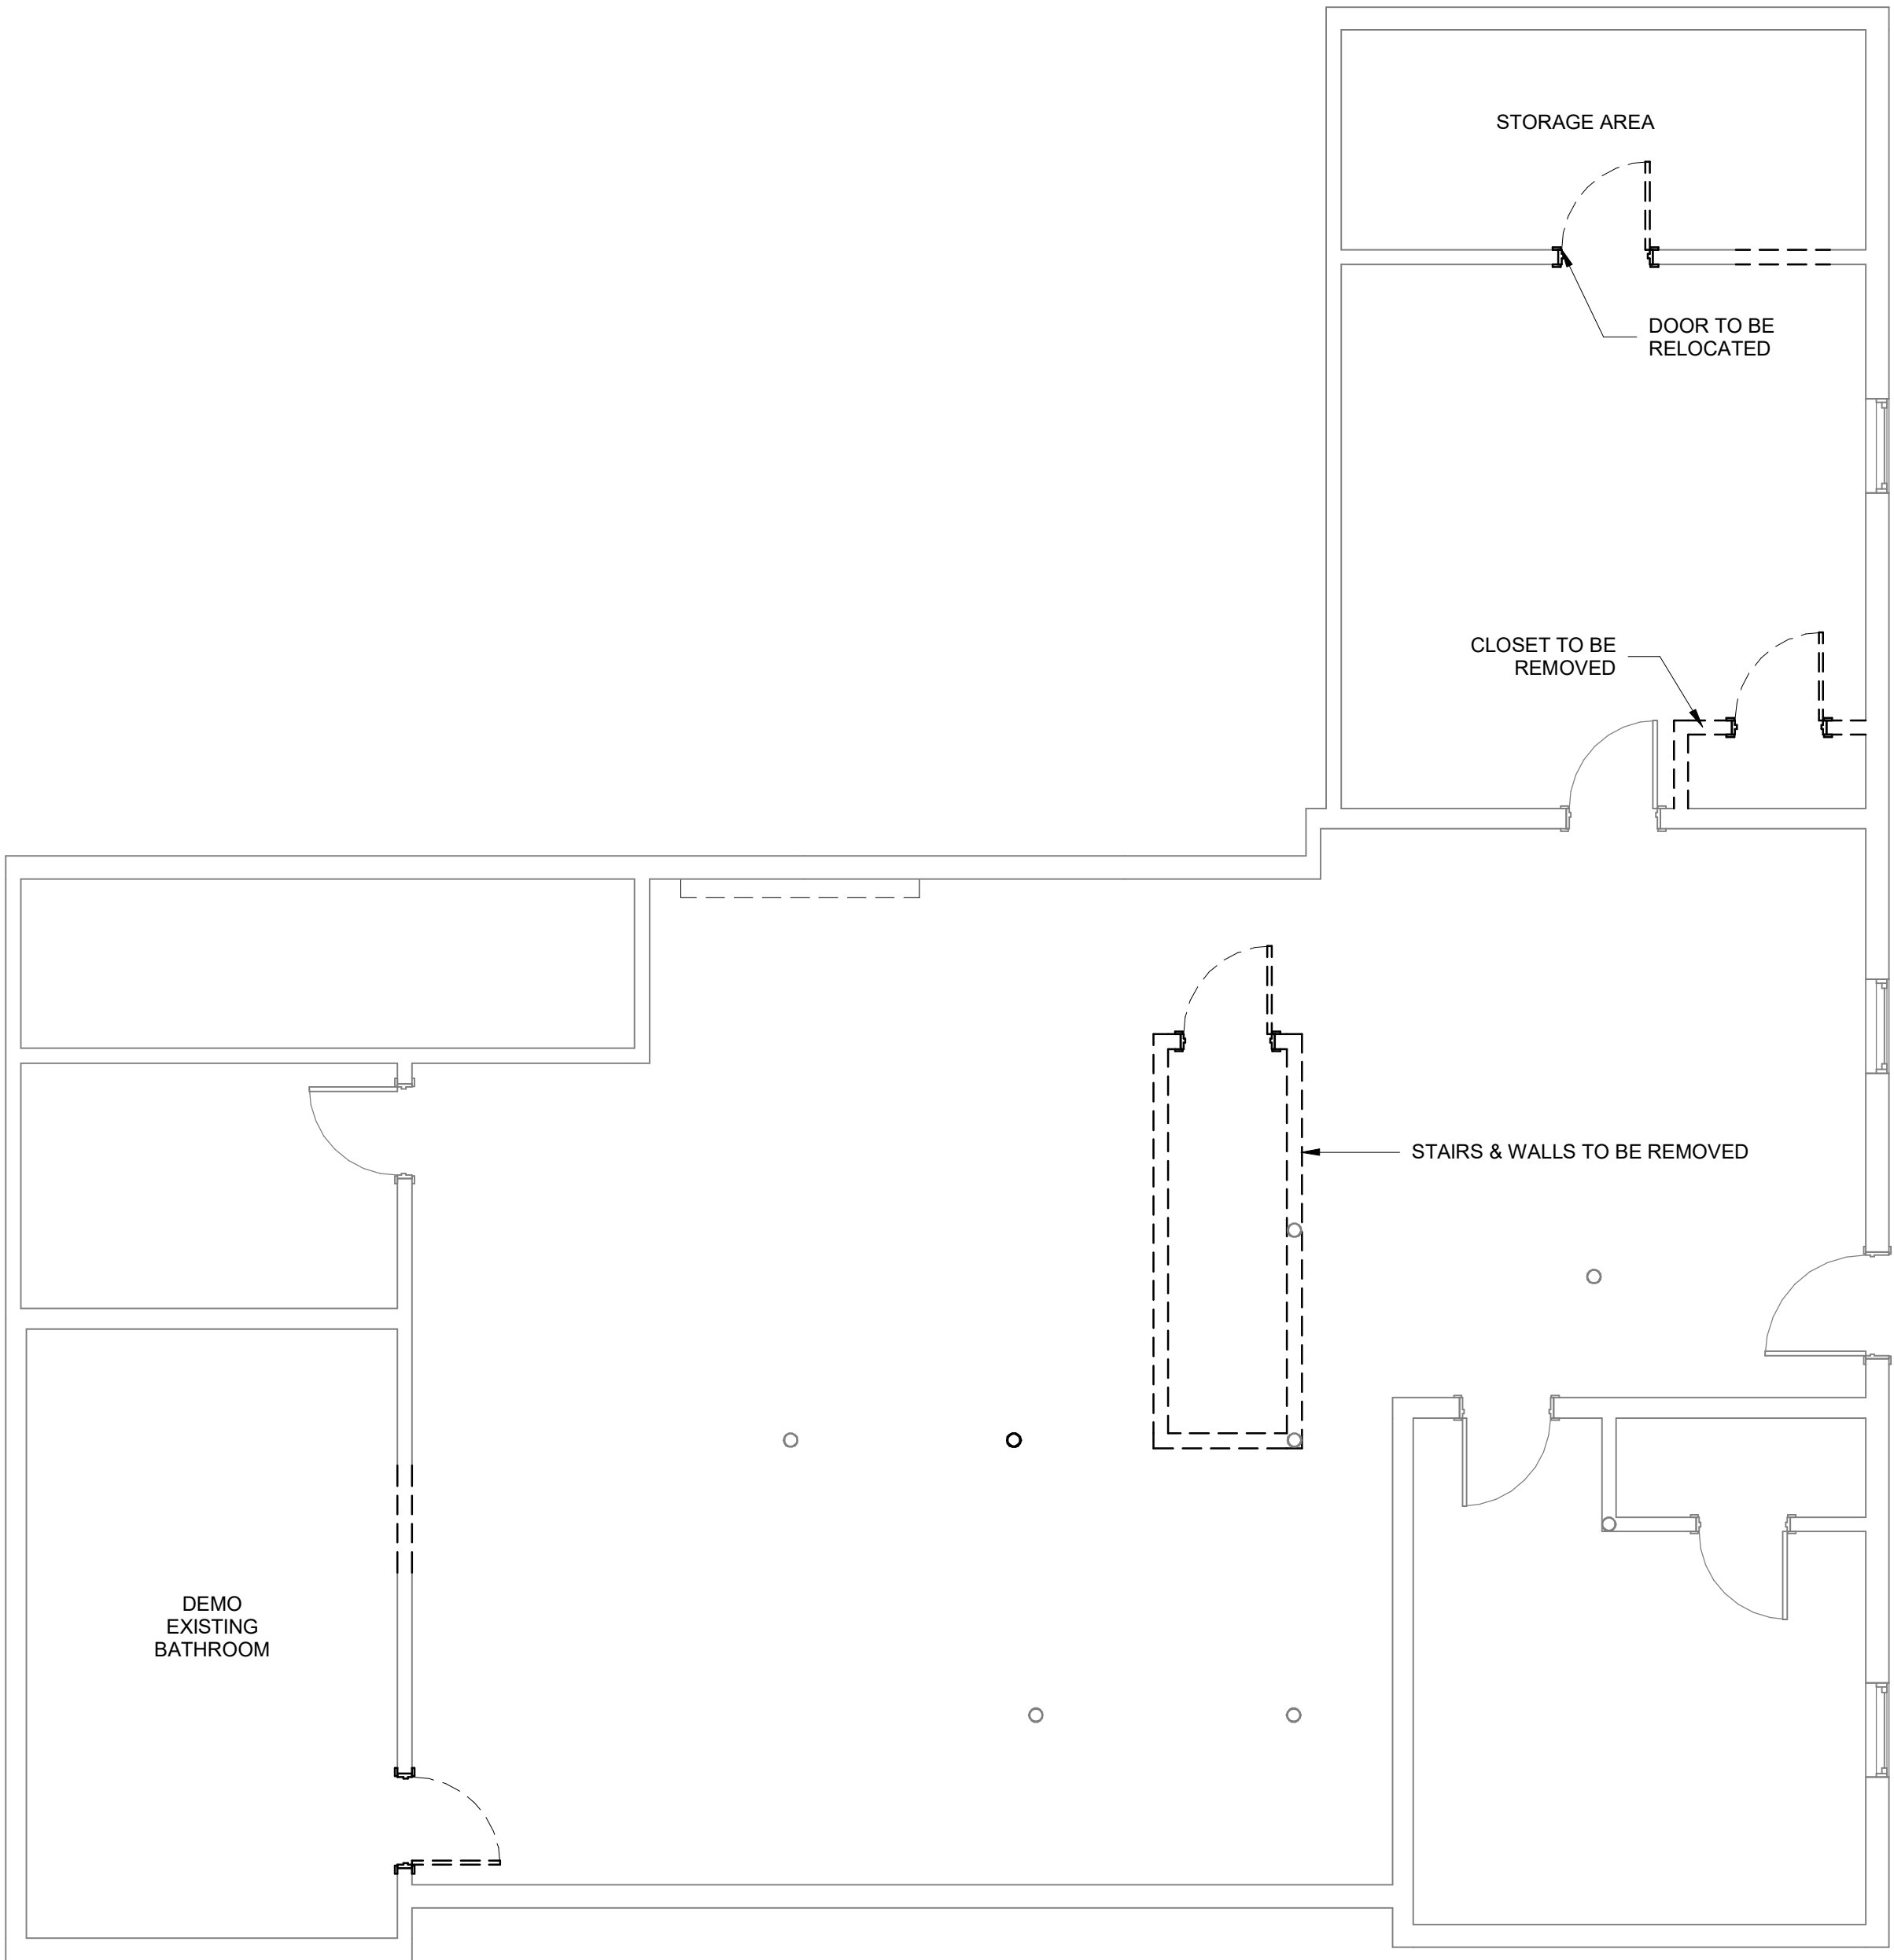 STORAGE AREA
DOOR TO BE
RELOCATED
CLOSET TO BE
REMOVED
STAIRS & WALLS TO BE REMOVED
DEMO
EXISTING
BATHROOM